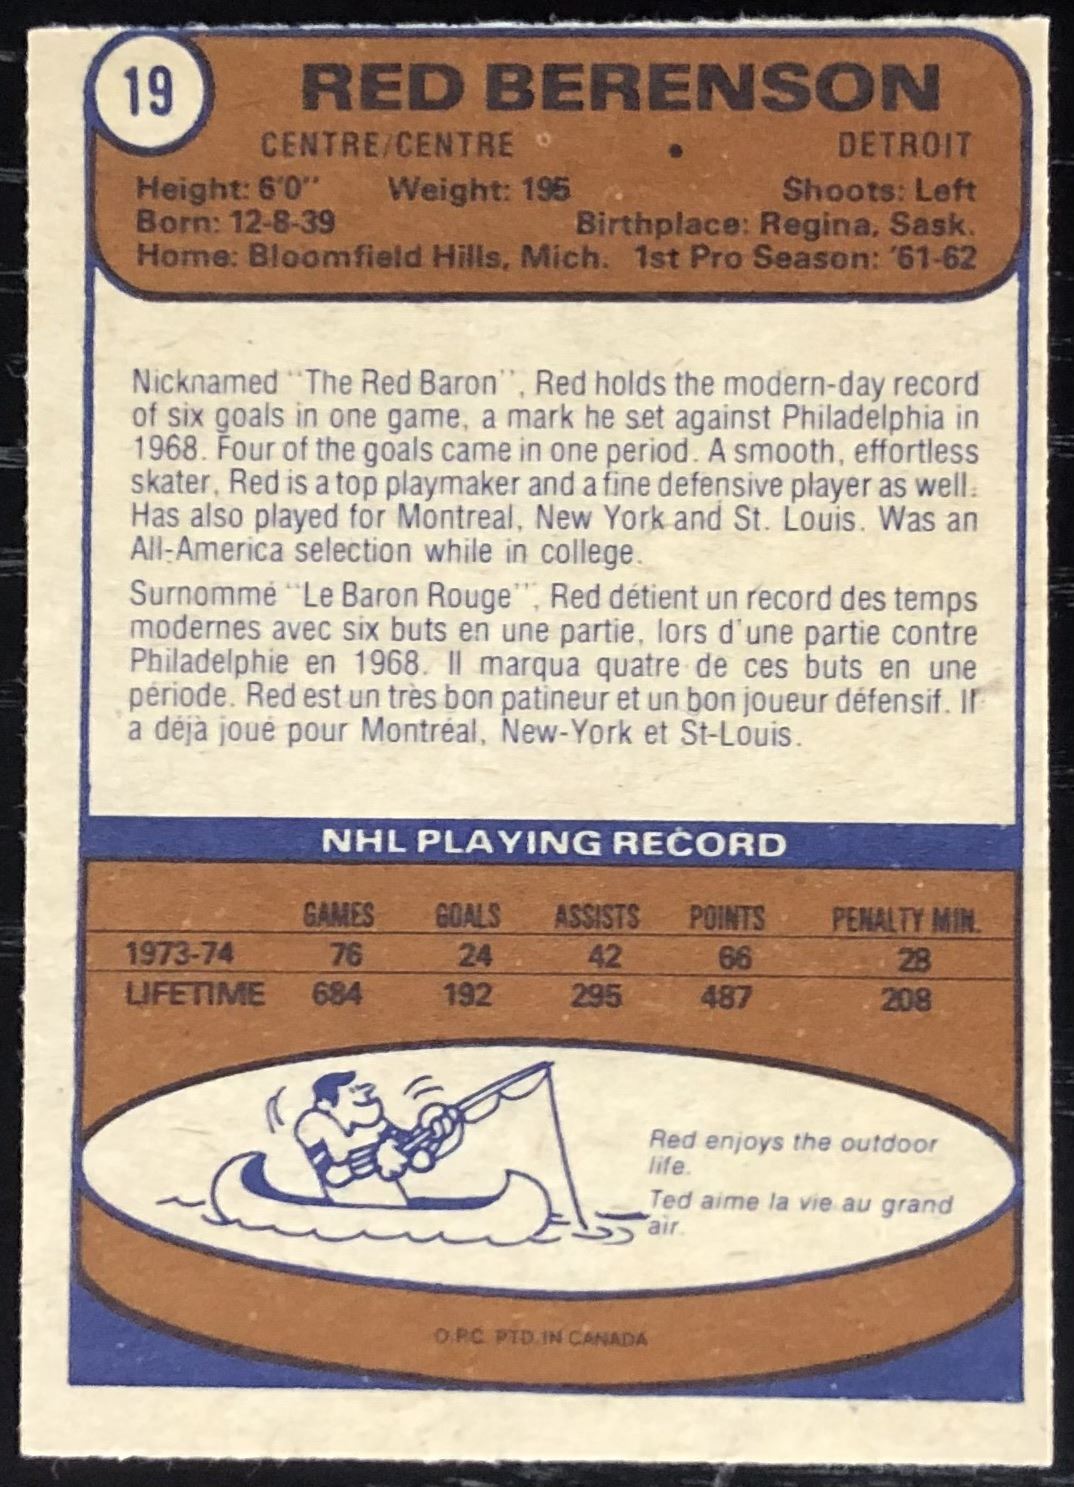 19
RED BERENSON
CENTRE/CENTRE • DETROIT
Height: 6'0" Weight: 195 Shoots: Left
Born: 12-8-39 Birthplace: Regina, Sask.
Home: Bloomfield Hills, Mich. 1st Pro Season: '61-62
Nicknamed "The Red Baron", Red holds the modern-day record
of six goals in one game, a mark he set against Philadelphia in
1968. Four of the goals came in one period. A smooth, effortless
skater, Red is a top playmaker and a fine defensive player as well.
Has also played for Montreal, New York and St. Louis. Was an
All-America selection while in college.
Surnommé "Le Baron Rouge", Red détient un record des temps
modernes avec six buts en une partie, lors d'une partie contre
Philadelphie en 1968. Il marqua quatre de ces buts en une
période. Red est un très bon patineur et un bon joueur défensif. Il
a déjà joué pour Montréal, New-York et St-Louis.
NHL PLAYING RECORD
GAMES GOALS ASSISTS POINTS PENALTY MIN.
1973-74 76 24 42 66 28
LIFETIME 684 192 295 487 208
Red enjoys the outdoor
life.
Ted aime la vie au grand
air.
O.P.C. PTD. IN CANADA